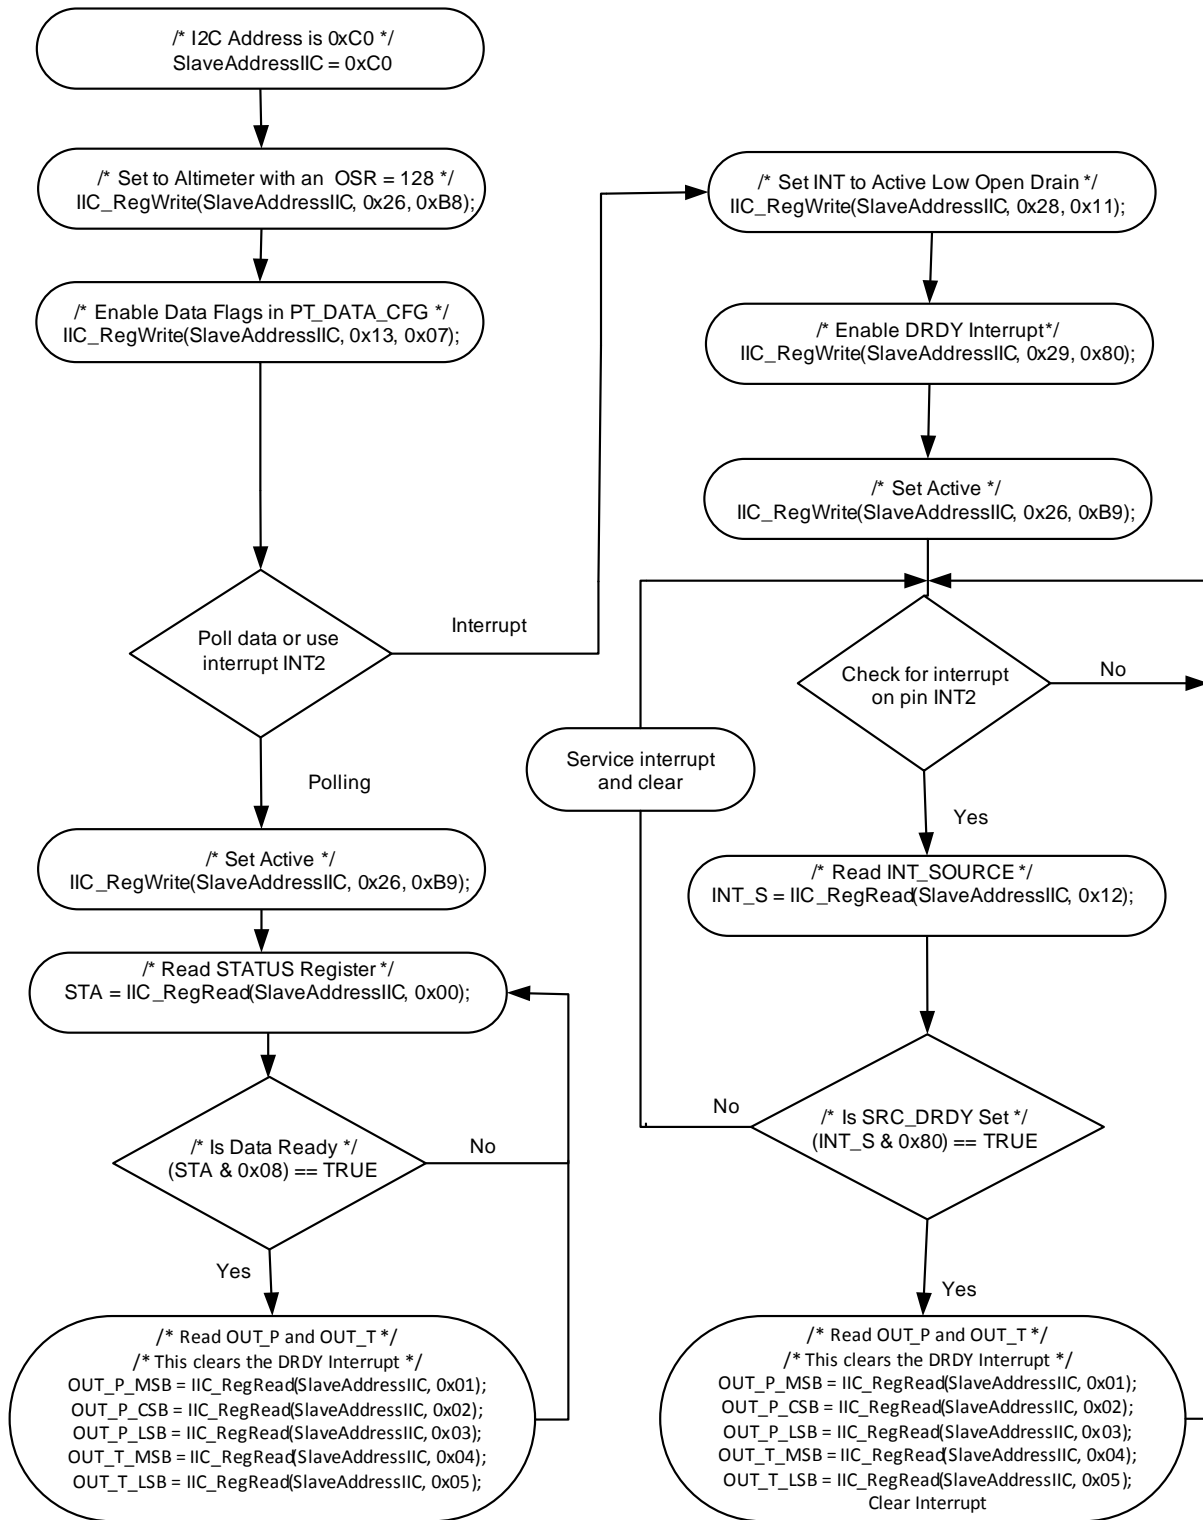 /* I2C Address is 0xC0 */
SlaveAddressIIC = 0xC0
/* Set to Altimeter with an OSR = 128 */
IIC_RegWrite(SlaveAddressIIC, 0x26, 0xB8);
/* Enable Data Flags in PT_DATA_CFG */
IIC_RegWrite(SlaveAddressIIC, 0x13, 0x07);
Poll data or use
interrupt INT2
Interrupt
Polling
/* Set Active */
IIC_RegWrite(SlaveAddressIIC, 0x26, 0xB9);
/* Read STATUS Register */
STA = IIC_RegRead(SlaveAddressIIC, 0x00);
/* Is Data Ready */
(STA & 0x08) == TRUE
No
Yes
/* Read OUT_P and OUT_T */
/* This clears the DRDY Interrupt */
OUT_P_MSB = IIC_RegRead(SlaveAddressIIC, 0x01);
OUT_P_CSB = IIC_RegRead(SlaveAddressIIC, 0x02);
OUT_P_LSB = IIC_RegRead(SlaveAddressIIC, 0x03);
OUT_T_MSB = IIC_RegRead(SlaveAddressIIC, 0x04);
OUT_T_LSB = IIC_RegRead(SlaveAddressIIC, 0x05);
/* Set INT to Active Low Open Drain */
IIC_RegWrite(SlaveAddressIIC, 0x28, 0x11);
/* Enable DRDY Interrupt*/
IIC_RegWrite(SlaveAddressIIC, 0x29, 0x80);
/* Set Active */
IIC_RegWrite(SlaveAddressIIC, 0x26, 0xB9);
Check for interrupt
on pin INT2
No
Service interrupt
and clear
Yes
/* Read INT_SOURCE */
INT_S = IIC_RegRead(SlaveAddressIIC, 0x12);
No
/* Is SRC_DRDY Set */
(INT_S & 0x80) == TRUE
Yes
/* Read OUT_P and OUT_T */
/* This clears the DRDY Interrupt */
OUT_P_MSB = IIC_RegRead(SlaveAddressIIC, 0x01);
OUT_P_CSB = IIC_RegRead(SlaveAddressIIC, 0x02);
OUT_P_LSB = IIC_RegRead(SlaveAddressIIC, 0x03);
OUT_T_MSB = IIC_RegRead(SlaveAddressIIC, 0x04);
OUT_T_LSB = IIC_RegRead(SlaveAddressIIC, 0x05);
Clear Interrupt